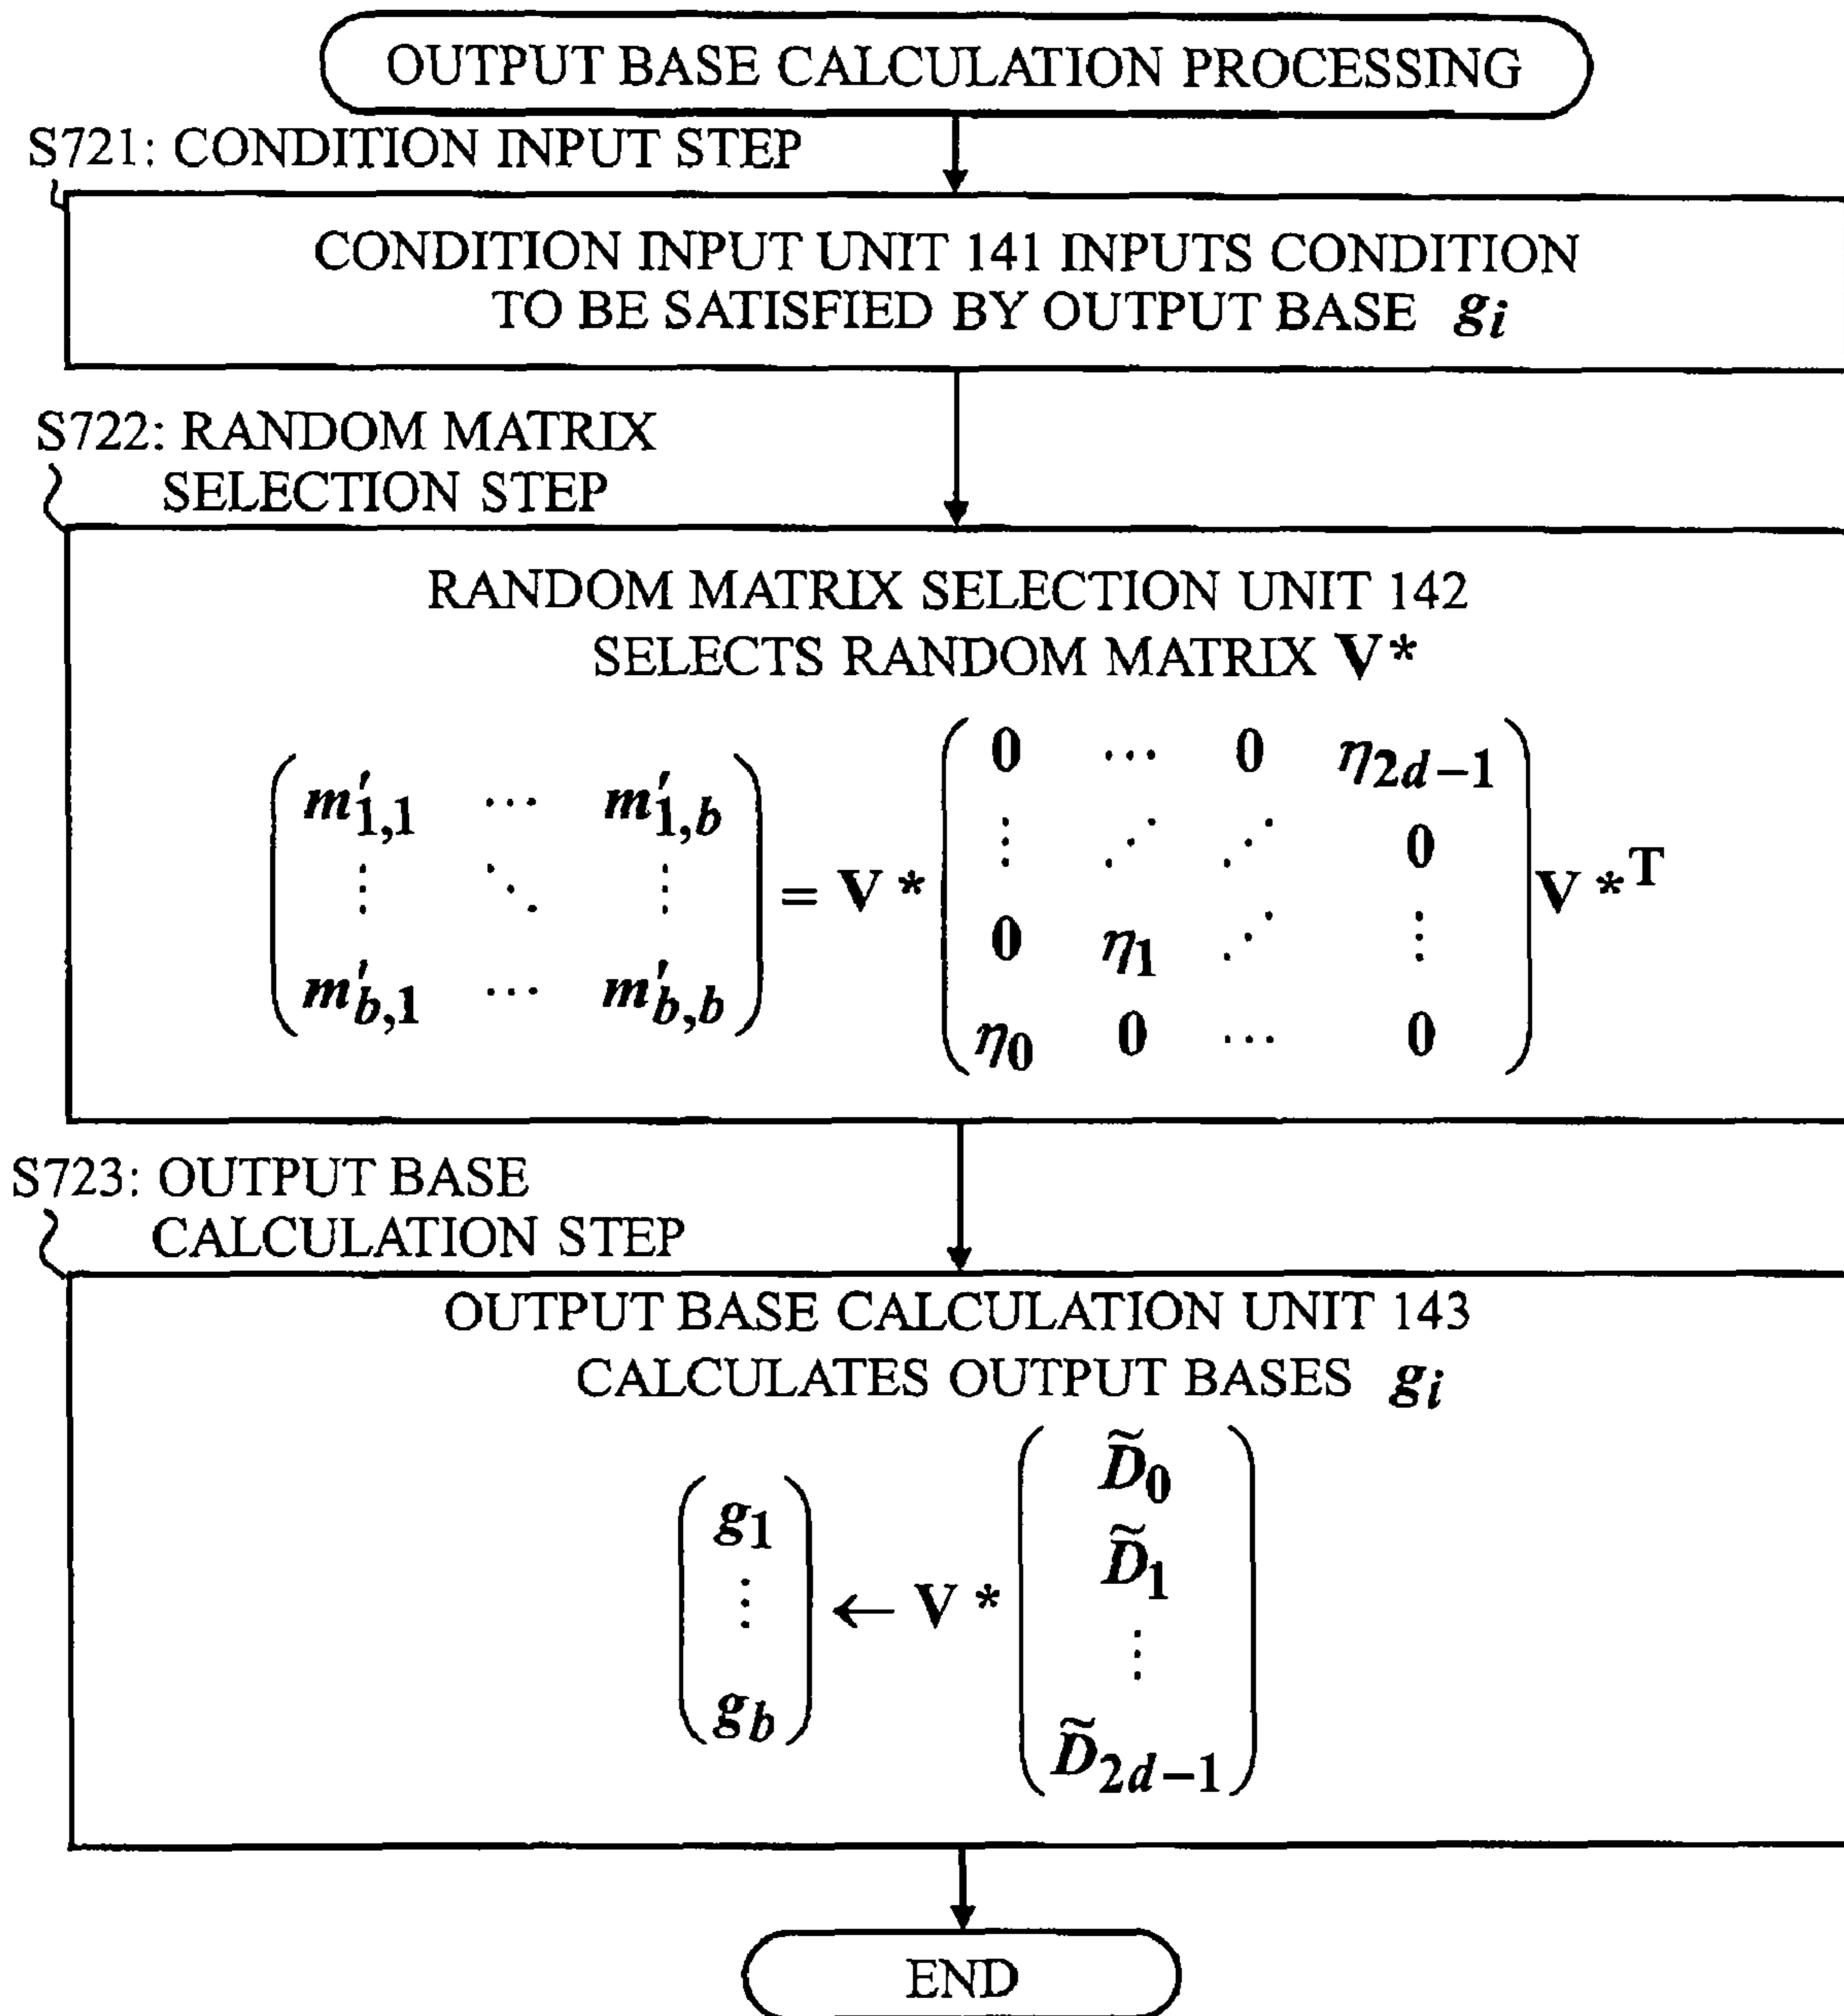 OUTPUT BASE CALCULATION PROCESSING
S721: CONDITION INPUT STEP
CONDITION INPUT UNIT 141 INPUTS CONDITION
TO BE SATISFIED BY OUTPUT BASE gi
S722: RANDOM MATRIX
SELECTION STEP
RANDOM MATRIX SELECTION UNIT 142
SELECTS RANDOM MATRIX V*
( m′1,1 ⋯ m′1,b ; ⋮ ⋱ ⋮ ; m′b,1 ⋯ m′b,b ) = V* ( 0 ⋯ 0 η2d−1 ; ⋮ ⋰ ⋰ 0 ; 0 η1 ⋰ ⋮ ; η0 0 ⋯ 0 ) V*T
S723: OUTPUT BASE
CALCULATION STEP
OUTPUT BASE CALCULATION UNIT 143
CALCULATES OUTPUT BASES gi
( g1 ; ⋮ ; gb ) ← V* ( D̃0 ; D̃1 ; ⋮ ; D̃2d−1 )
END